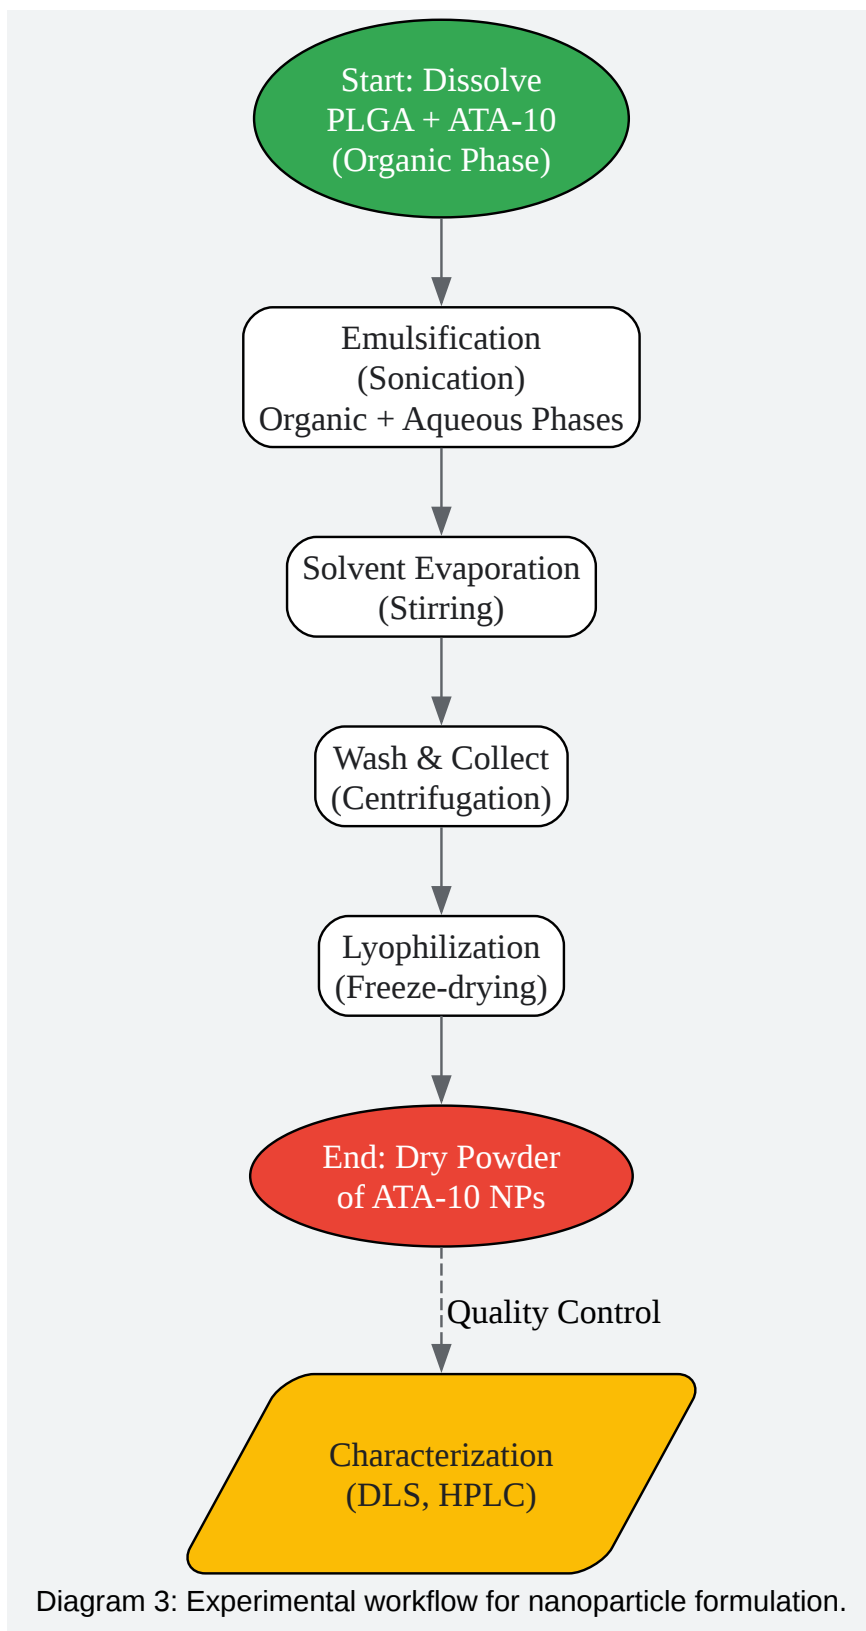 Start: Dissolve
PLGA + ATA-10
(Organic Phase)
Emulsification
(Sonication)
Organic + Aqueous Phases
Solvent Evaporation
(Stirring)
Wash & Collect
(Centrifugation)
Lyophilization
(Freeze-drying)
End: Dry Powder
of ATA-10 NPs
Quality Control
Characterization
(DLS, HPLC)
Diagram 3: Experimental workflow for nanoparticle formulation.